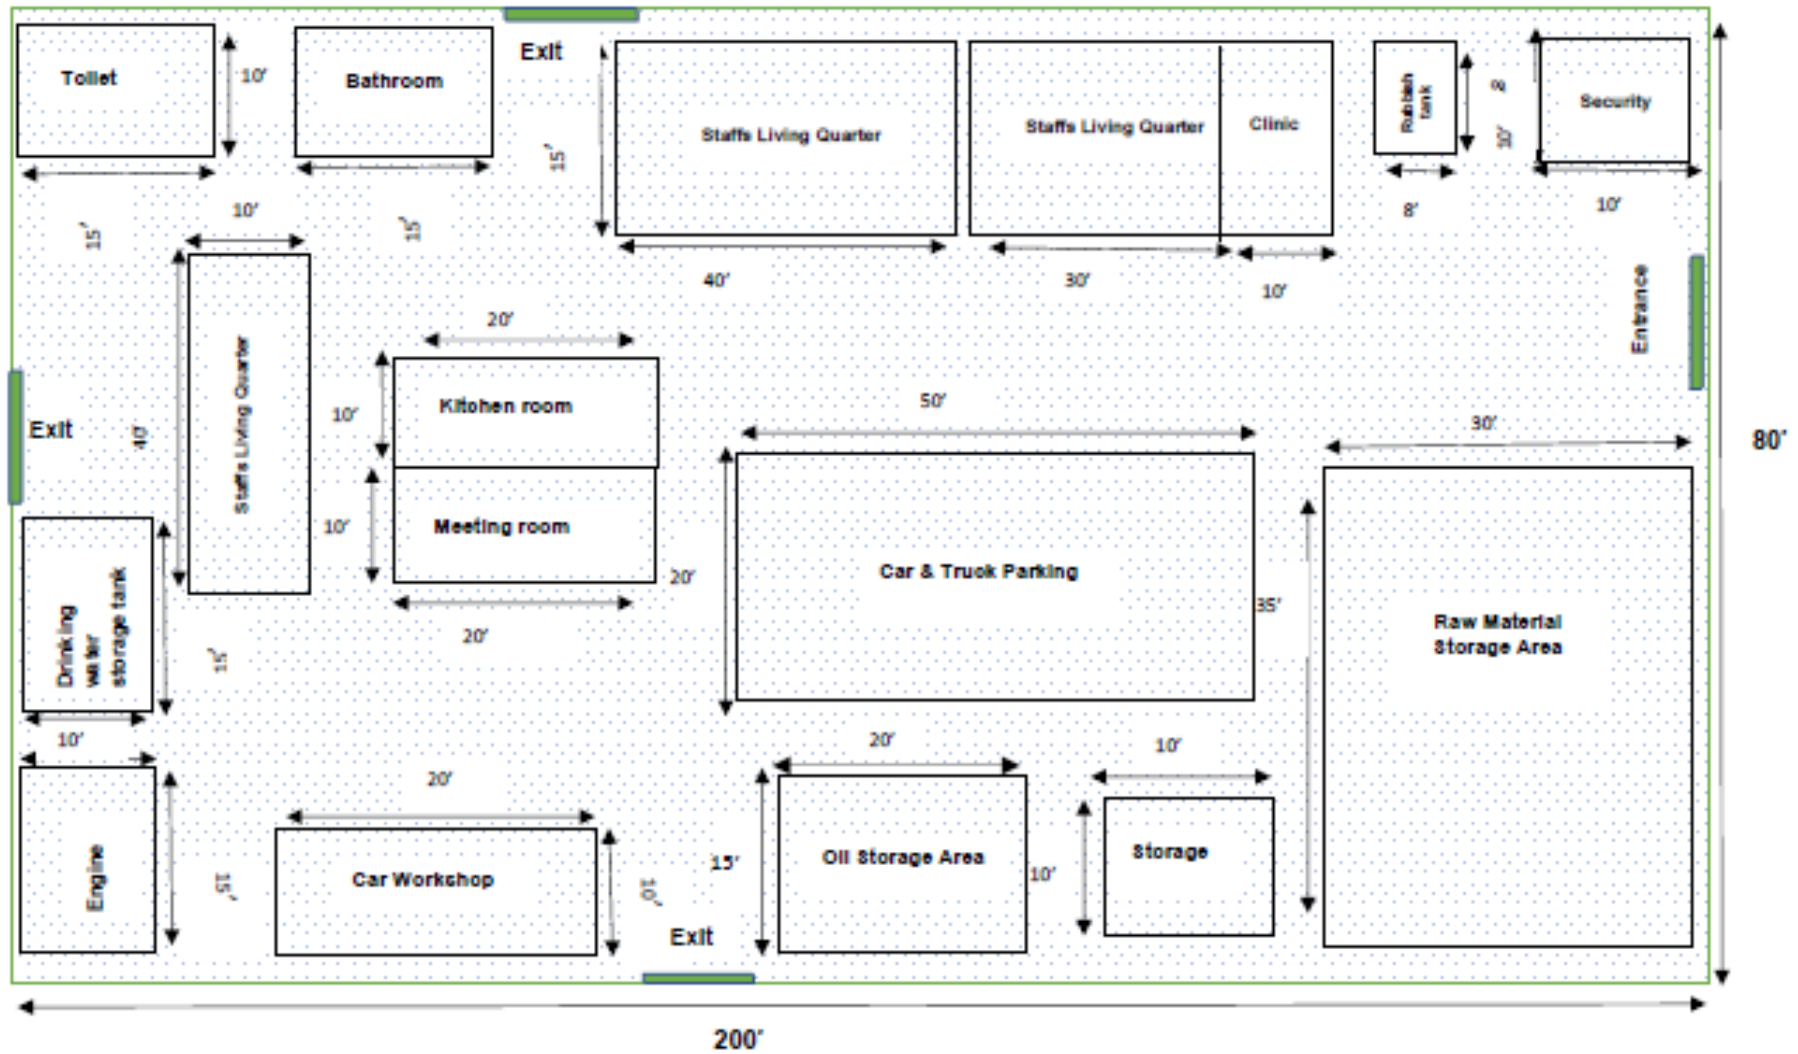 Exit
Toilet
10'
Bathroom
15'
Staffs Living Quarter
Staffs Living Quarter
Clinic
Rubbish
tank
8'
10'
Security
15'
10'
15'
40'
30'
10'
8'
10'
Entrance
20'
Exit
40'
Staffs Living Quarter
10'
Kitchen room
10'
Meeting room
20'
20'
50'
Car & Truck Parking
35'
30'
Raw Material
Storage Area
80'
Drinking
water
storage tank
15'
10'
Engine
15'
20'
Car Workshop
10'
Exit
20'
15'
Oil Storage Area
10'
10'
Storage
200'